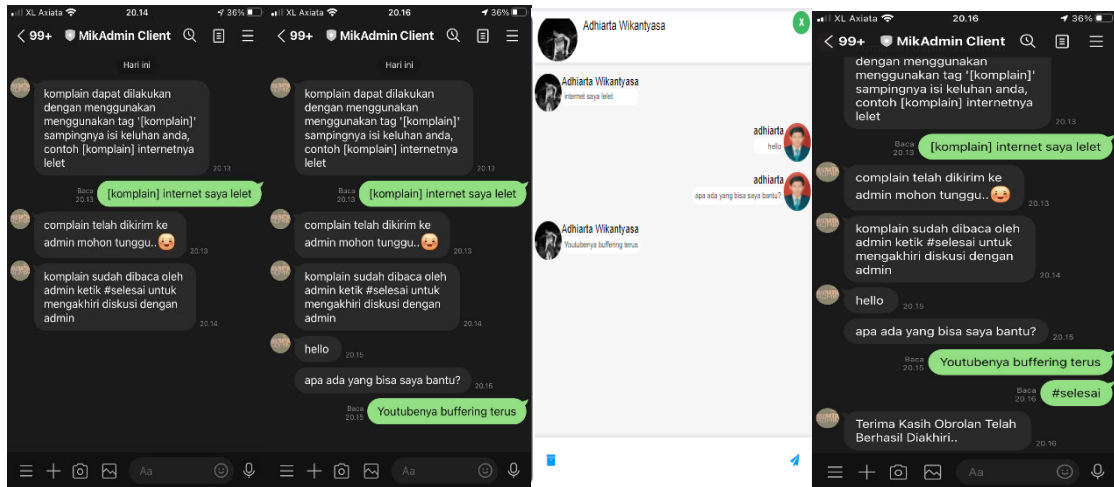 XL Axiata 20.14 36%
< 99+ MikAdmin Client
Hari ini
komplain dapat dilakukan
dengan menggunakan
menggunakan tag '[komplain]'
sampingnya isi keluhan anda,
contoh [komplain] internetnya
lelet
20.13
Baca
20.13
[komplain] internet saya lelet
komplain telah dikirim ke
admin mohon tunggu..
20.13
komplain sudah dibaca oleh
admin ketik #selesai untuk
mengakhiri diskusi dengan
admin
20.14
Aa
XL Axiata 20.16 36%
< 99+ MikAdmin Client
Hari ini
komplain dapat dilakukan
dengan menggunakan
menggunakan tag '[komplain]'
sampingnya isi keluhan anda,
contoh [komplain] internetnya
lelet
20.13
Baca
20.13
[komplain] internet saya lelet
komplain telah dikirim ke
admin mohon tunggu..
20.13
komplain sudah dibaca oleh
admin ketik #selesai untuk
mengakhiri diskusi dengan
admin
20.14
hello
20.15
apa ada yang bisa saya bantu?
20.15
Baca
20.15
Youtubenya buffering terus
Aa
Adhiarta Wikantyasa
X
Adhiarta Wikantyasa
internet saya lelet
adhiarta
hello
adhiarta
apa ada yang bisa saya bantu?
Adhiarta Wikantyasa
Youtubenya buffering terus
XL Axiata 20.16 36%
< 99+ MikAdmin Client
dengan menggunakan
menggunakan tag '[komplain]'
sampingnya isi keluhan anda,
contoh [komplain] internetnya
lelet
20.13
Baca
20.13
[komplain] internet saya lelet
komplain telah dikirim ke
admin mohon tunggu..
20.13
komplain sudah dibaca oleh
admin ketik #selesai untuk
mengakhiri diskusi dengan
admin
20.14
hello
20.15
apa ada yang bisa saya bantu?
20.15
Baca
20.15
Youtubenya buffering terus
Baca
20.16
#selesai
Terima Kasih Obrolan Telah
Berhasil Diakhiri..
20.16
Aa